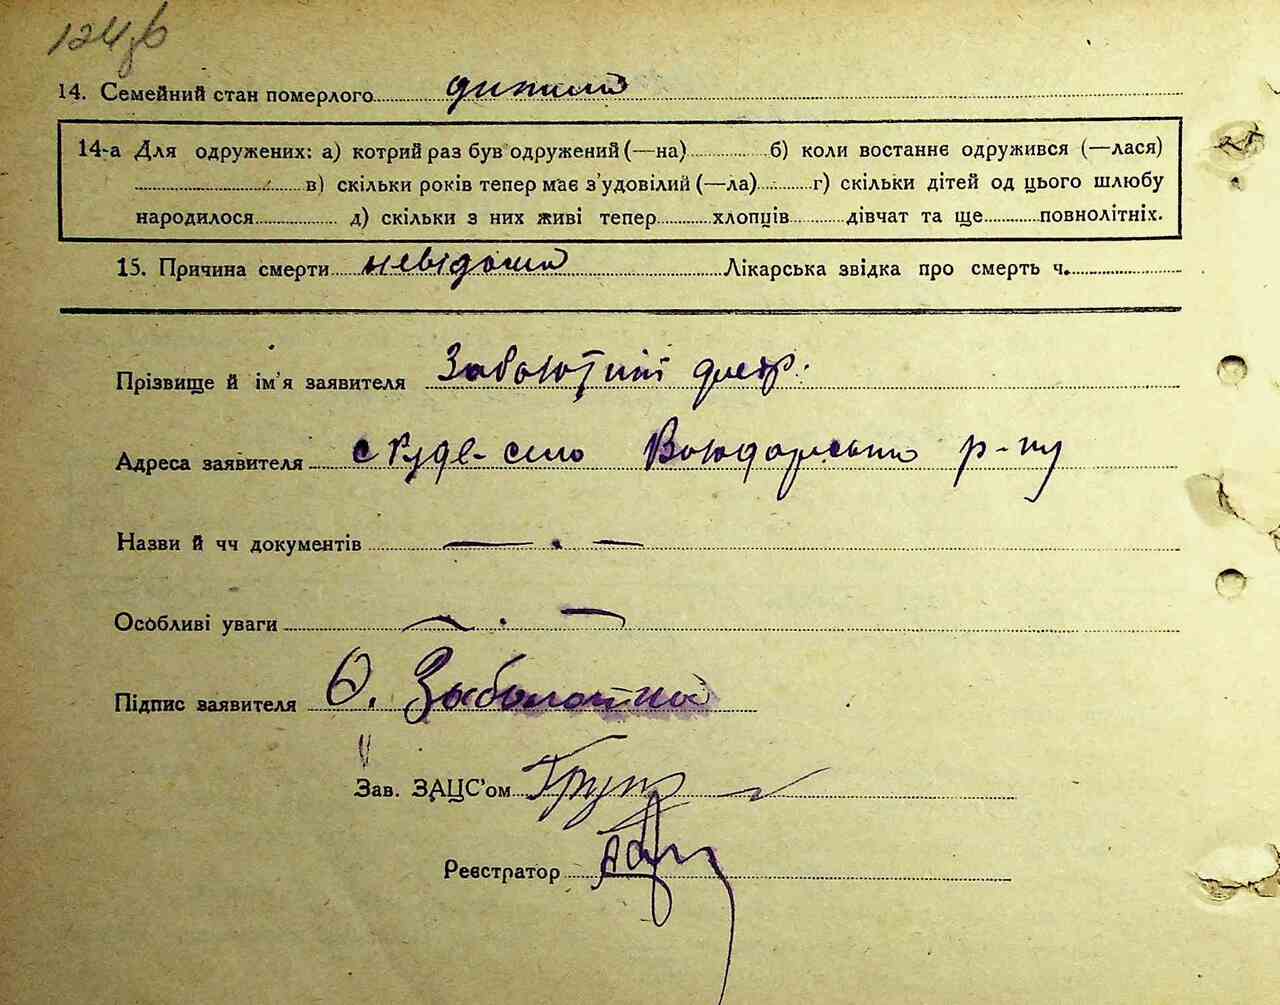 124зв
14. Семейний стан померлого дитина
14-а Для одружених: а) котрий раз був одружений (—на) б) коли востаннє одружився (—лася)
в) скільки років тепер має з'удовілий (—ла) г) скільки дітей од цього шлюбу
народилося д) скільки з них живі тепер хлопців дівчат та ще повнолітніх.
15. Причина смерти невідома Лікарська звідка про смерть ч.
Прізвище й ім'я заявителя Заболотний
Адреса заявителя с Руде-село Володарського р-ну
Назви й чч документів — . —
Особливі уваги — . —
Підпис заявителя Ф. Заболотний
Зав. ЗАЦС'ом
Реєстратор